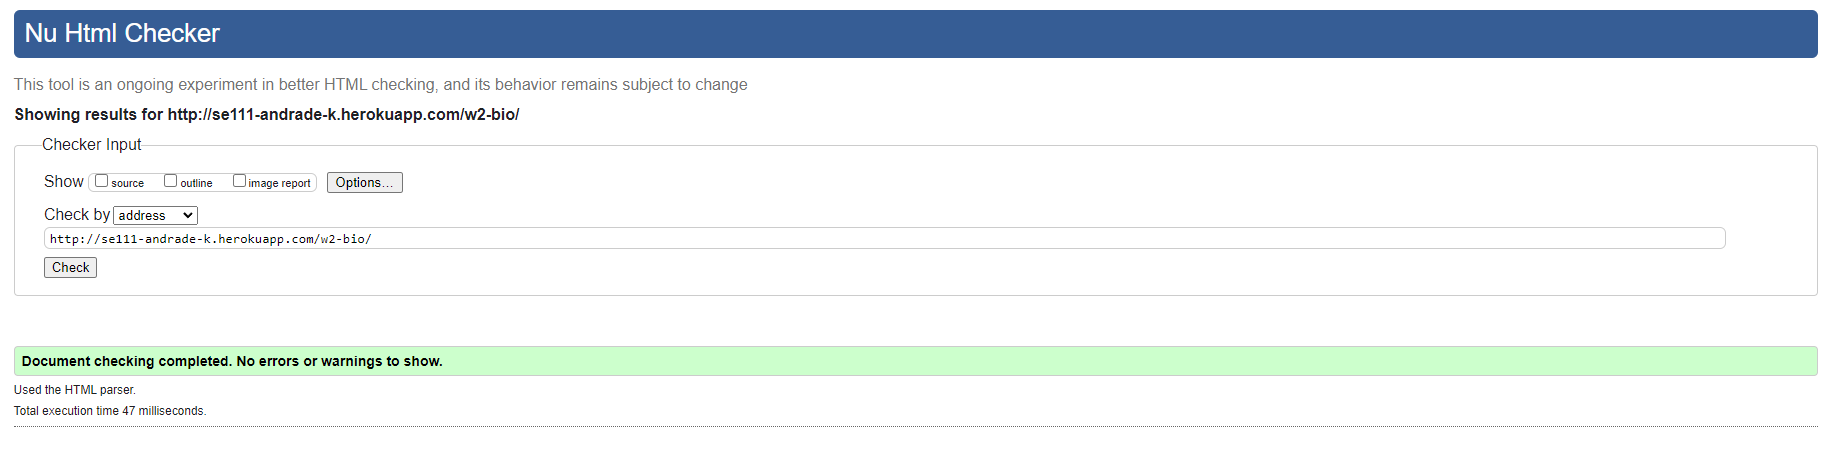 Nu Html Checker
This tool is an ongoing experiment in better HTML checking, and its behavior remains subject to change
Showing results for http://se111-andrade-k.herokuapp.com/w2-bio/
Checker Input
Show source outline image report Options...
Check by address
http://se111-andrade-k.herokuapp.com/w2-bio/
Check
Document checking completed. No errors or warnings to show.
Used the HTML parser.
Total execution time 47 milliseconds.